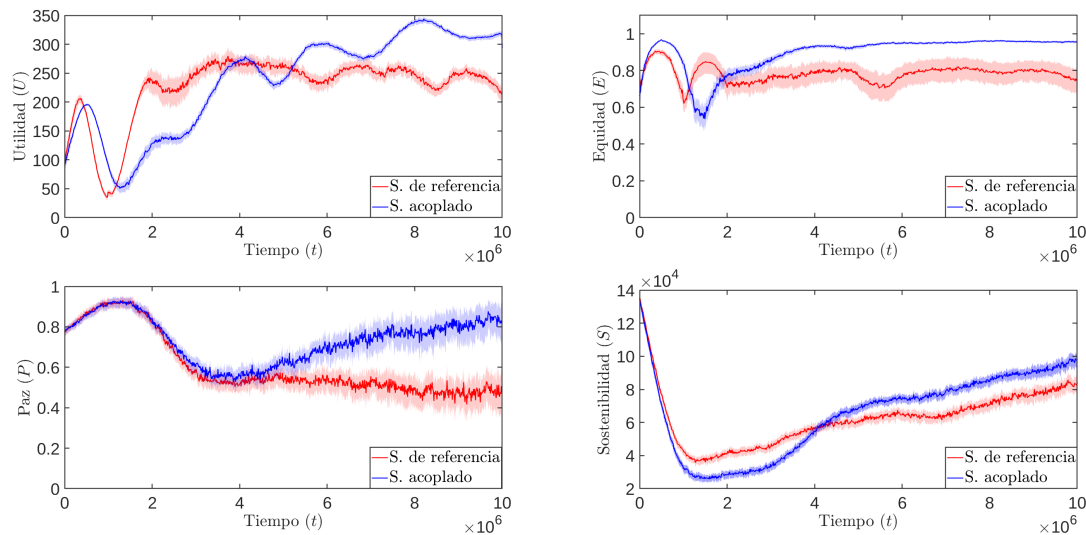 350
300
250
200
150
100
50
0
Utilidad (U)
S. de referencia
S. acoplado
0 2 4 6 8 10
Tiempo (t)
×10^6
1
0.8
0.6
0.4
0.2
0
Equidad (E)
S. de referencia
S. acoplado
0 2 4 6 8 10
Tiempo (t)
×10^6
1
0.8
0.6
0.4
0.2
0
Paz (P)
S. de referencia
S. acoplado
0 2 4 6 8 10
Tiempo (t)
×10^6
×10^4
14
12
10
8
6
4
2
Sostenibilidad (S)
S. de referencia
S. acoplado
0 2 4 6 8 10
Tiempo (t)
×10^6